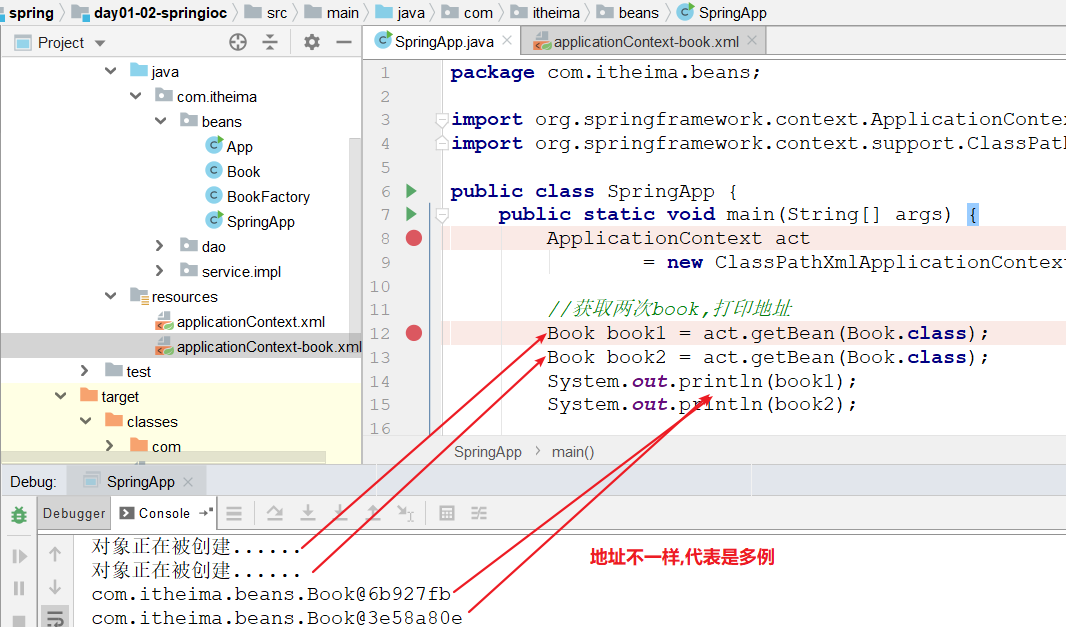 spring day01-02-springioc src main java com itheima beans SpringApp
Project
SpringApp.java applicationContext-book.xml
java
com.itheima
beans
App
Book
BookFactory
SpringApp
dao
service.impl
resources
applicationContext.xml
applicationContext-book.xml
test
target
classes
com
1 package com.itheima.beans;
2
3 import org.springframework.context.ApplicationConte
4 import org.springframework.context.support.ClassPat
5
6 public class SpringApp {
7 public static void main(String[] args) {
8 ApplicationContext act
9 = new ClassPathXmlApplicationContext
10
11 //获取两次book,打印地址
12 Book book1 = act.getBean(Book.class);
13 Book book2 = act.getBean(Book.class);
14 System.out.println(book1);
15 System.out.println(book2);
16
SpringApp main()
Debug: SpringApp
Debugger Console
对象正在被创建......
对象正在被创建......
com.itheima.beans.Book@6b927fb
com.itheima.beans.Book@3e58a80e
地址不一样,代表是多例